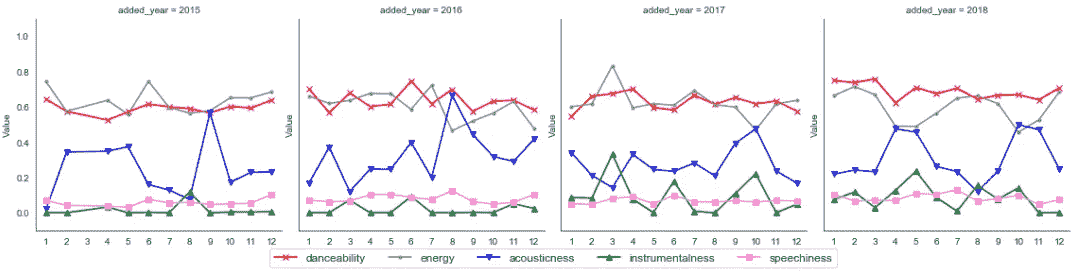 added_year = 2015
added_year = 2016
added_year = 2017
added_year = 2018
Value
1.0
0.8
0.6
0.4
0.2
0.0
1 2 3 4 5 6 7 8 9 10 11 12
Value
1 2 3 4 5 6 7 8 9 10 11 12
Value
1 2 3 4 5 6 7 8 9 10 11 12
Value
1 2 3 4 5 6 7 8 9 10 11 12
danceability energy acousticness instrumentalness speechiness